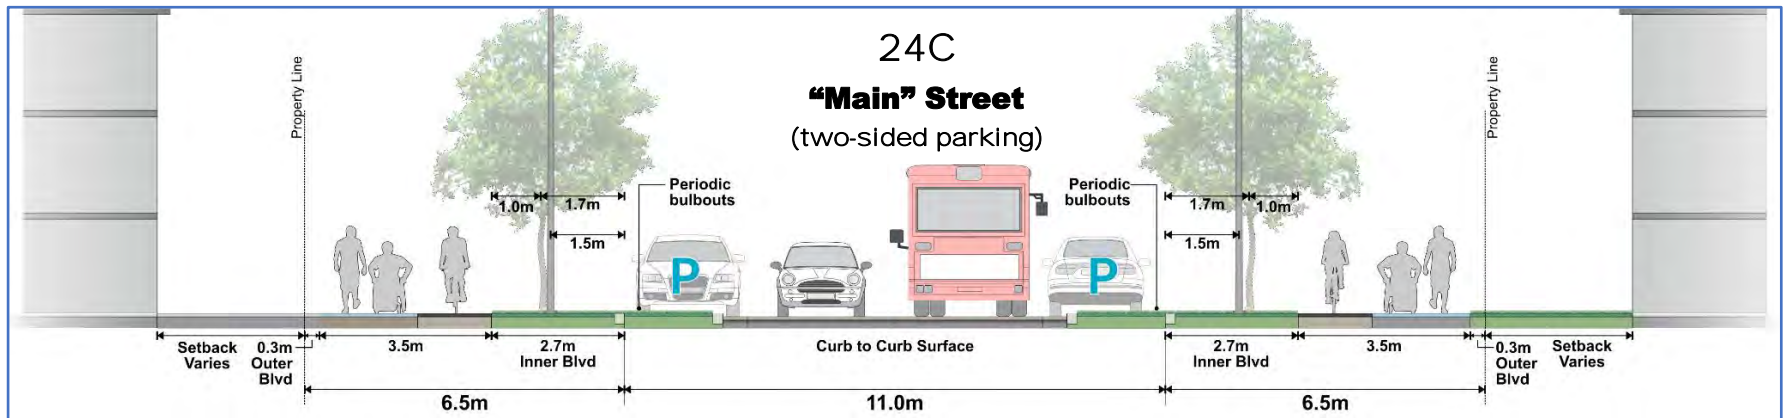 24C
“Main” Street
(two-sided parking)
Property Line
Property Line
Periodic
bulbouts
Periodic
bulbouts
1.0m
1.7m
1.7m
1.0m
1.5m
1.5m
P
P
Setback
Varies
0.3m
Outer
Blvd
3.5m
2.7m
Inner Blvd
Curb to Curb Surface
2.7m
Inner Blvd
3.5m
0.3m
Outer
Blvd
Setback
Varies
6.5m
11.0m
6.5m